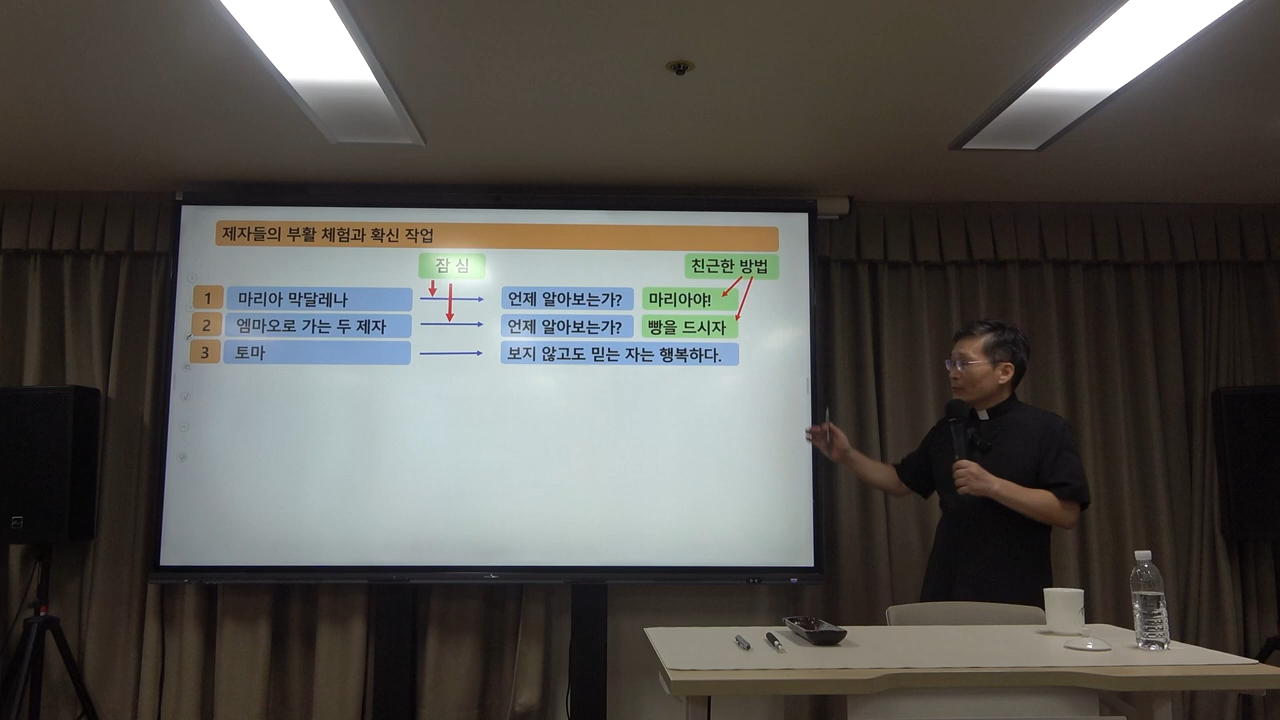 제자들의 부활 체험과 확신 작업
잠 심 친근한 방법
1 마리아 막달레나 언제 알아보는가? 마리아야!
2 엠마오로 가는 두 제자 언제 알아보는가? 빵을 드시자
3 토마 보지 않고도 믿는 자는 행복하다.